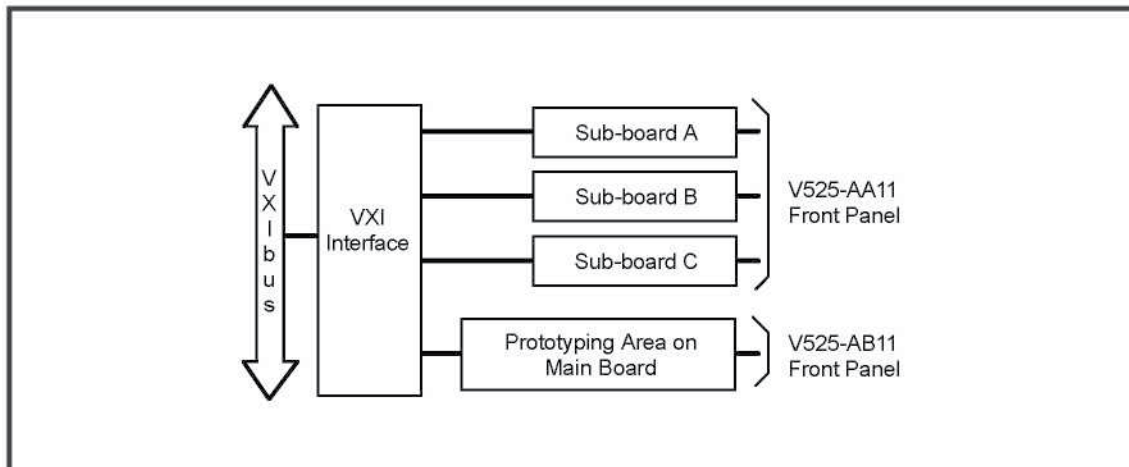 VXIbus
VXI
Interface
Sub-board A
Sub-board B
Sub-board C
V525-AA11
Front Panel
Prototyping Area on
Main Board
V525-AB11
Front Panel